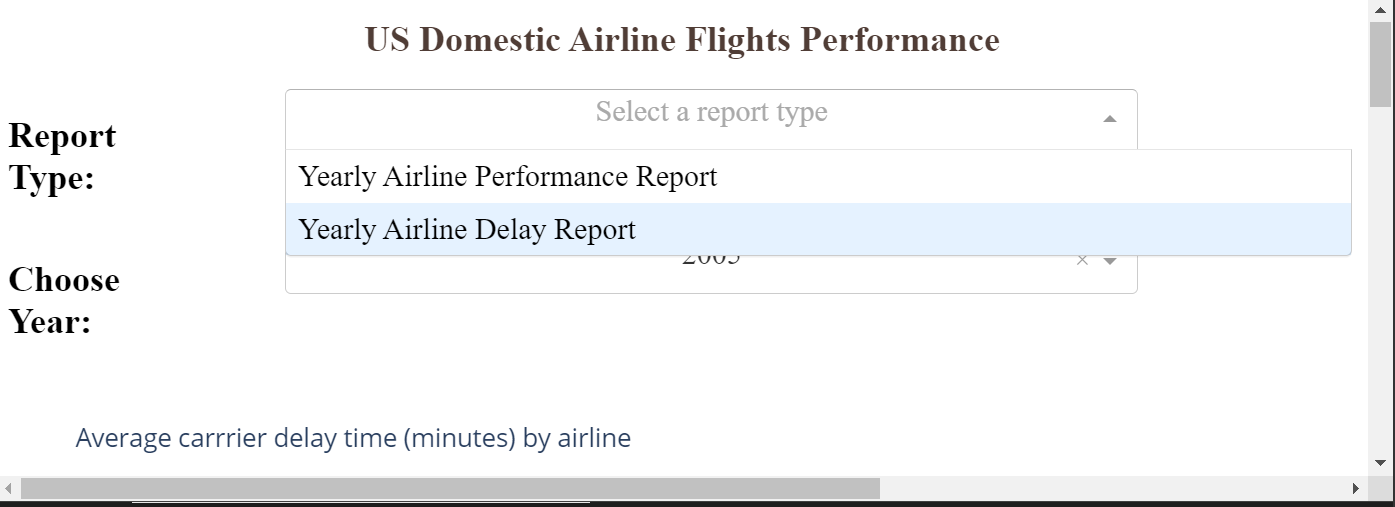 US Domestic Airline Flights Performance
Select a report type
Report
Type:
Yearly Airline Performance Report
Yearly Airline Delay Report
2005
Choose
Year:
Average carrrier delay time (minutes) by airline